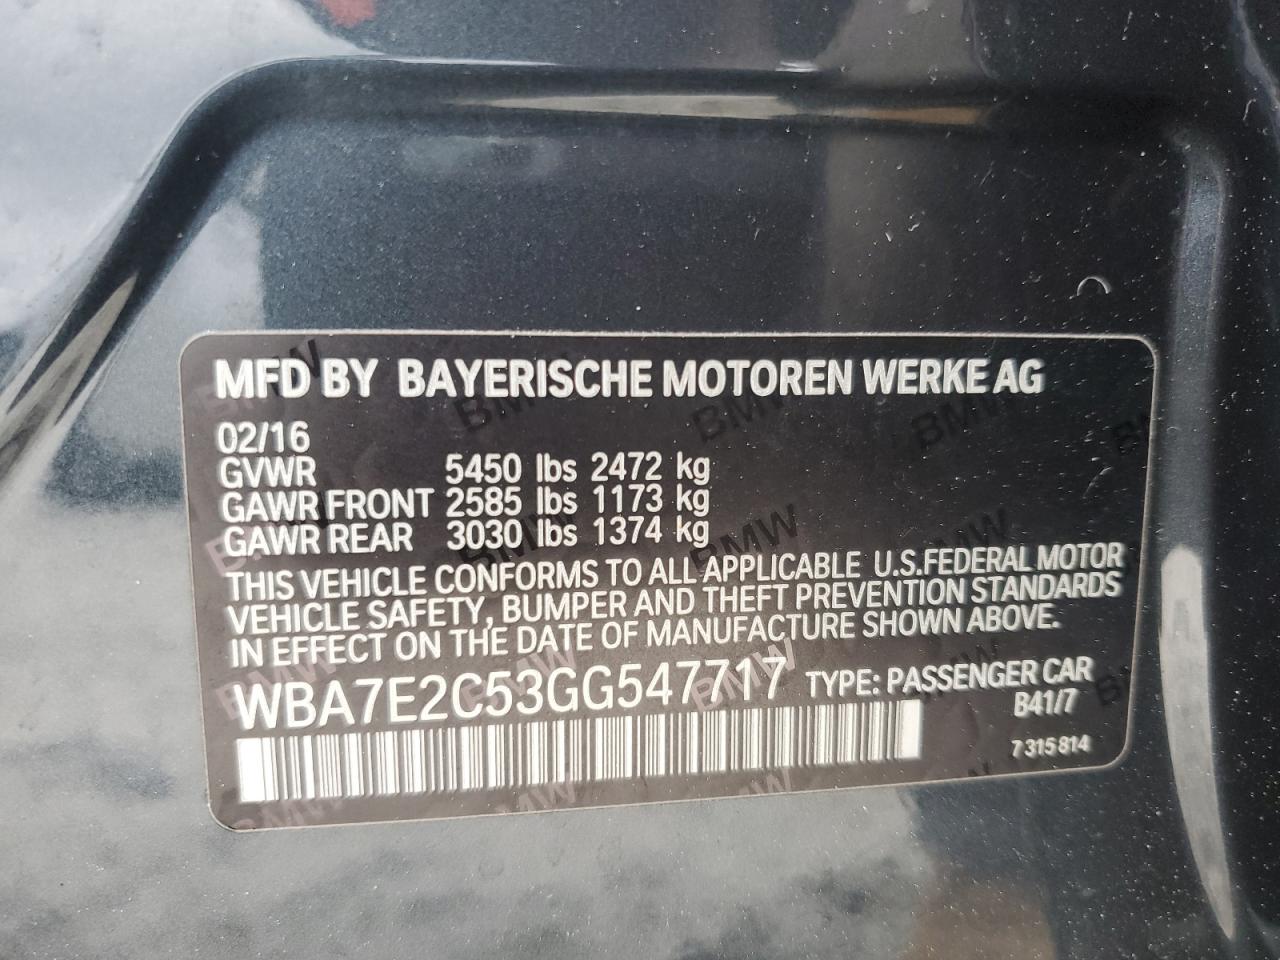 MFD BY BAYERISCHE MOTOREN WERKE AG
02/16
GVWR 5450 lbs 2472 kg
GAWR FRONT 2585 lbs 1173 kg
GAWR REAR 3030 lbs 1374 kg
THIS VEHICLE CONFORMS TO ALL APPLICABLE U.S.FEDERAL MOTOR
VEHICLE SAFETY, BUMPER AND THEFT PREVENTION STANDARDS
IN EFFECT ON THE DATE OF MANUFACTURE SHOWN ABOVE.
WBA7E2C53GG547717 TYPE: PASSENGER CAR
B41/7
7 315 814